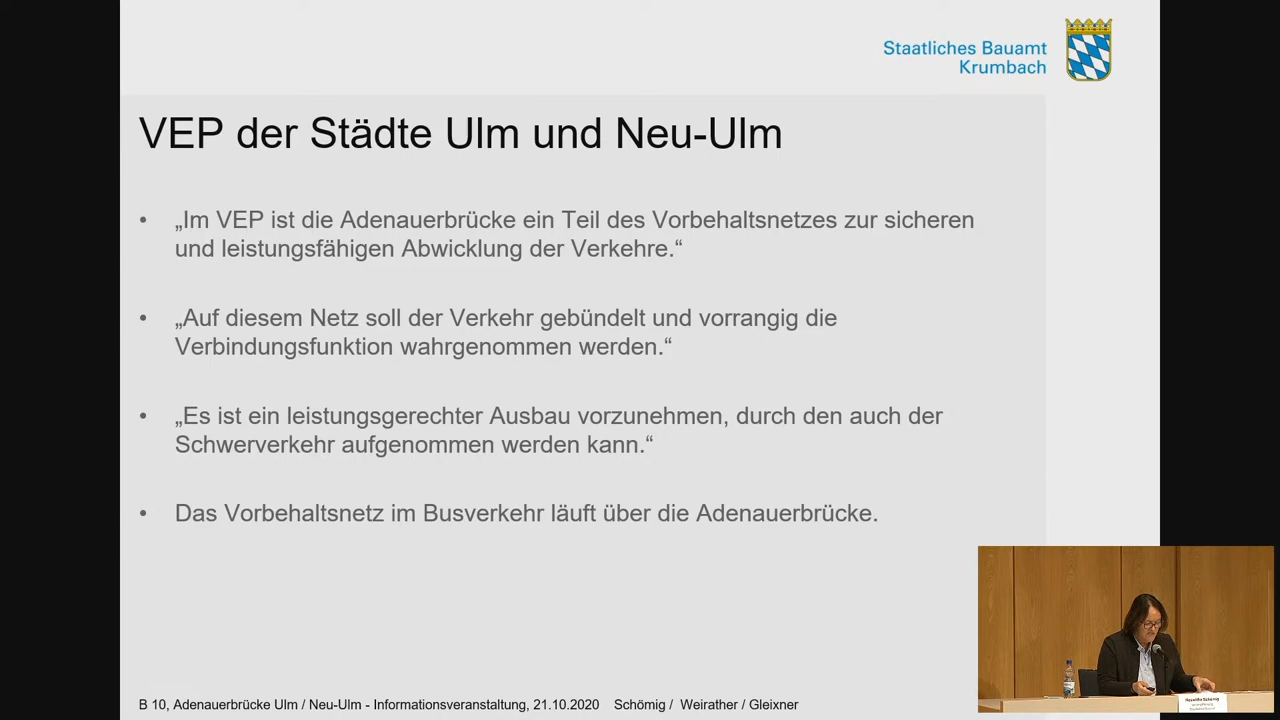 Staatliches Bauamt
Krumbach
VEP der Städte Ulm und Neu-Ulm
• „Im VEP ist die Adenauerbrücke ein Teil des Vorbehaltsnetzes zur sicheren
und leistungsfähigen Abwicklung der Verkehre.“
• „Auf diesem Netz soll der Verkehr gebündelt und vorrangig die
Verbindungsfunktion wahrgenommen werden.“
• „Es ist ein leistungsgerechter Ausbau vorzunehmen, durch den auch der
Schwerverkehr aufgenommen werden kann.“
• Das Vorbehaltsnetz im Busverkehr läuft über die Adenauerbrücke.
B 10, Adenauerbrücke Ulm / Neu-Ulm - Informationsveranstaltung, 21.10.2020 Schömig / Weirather / Gleixner
Schömig